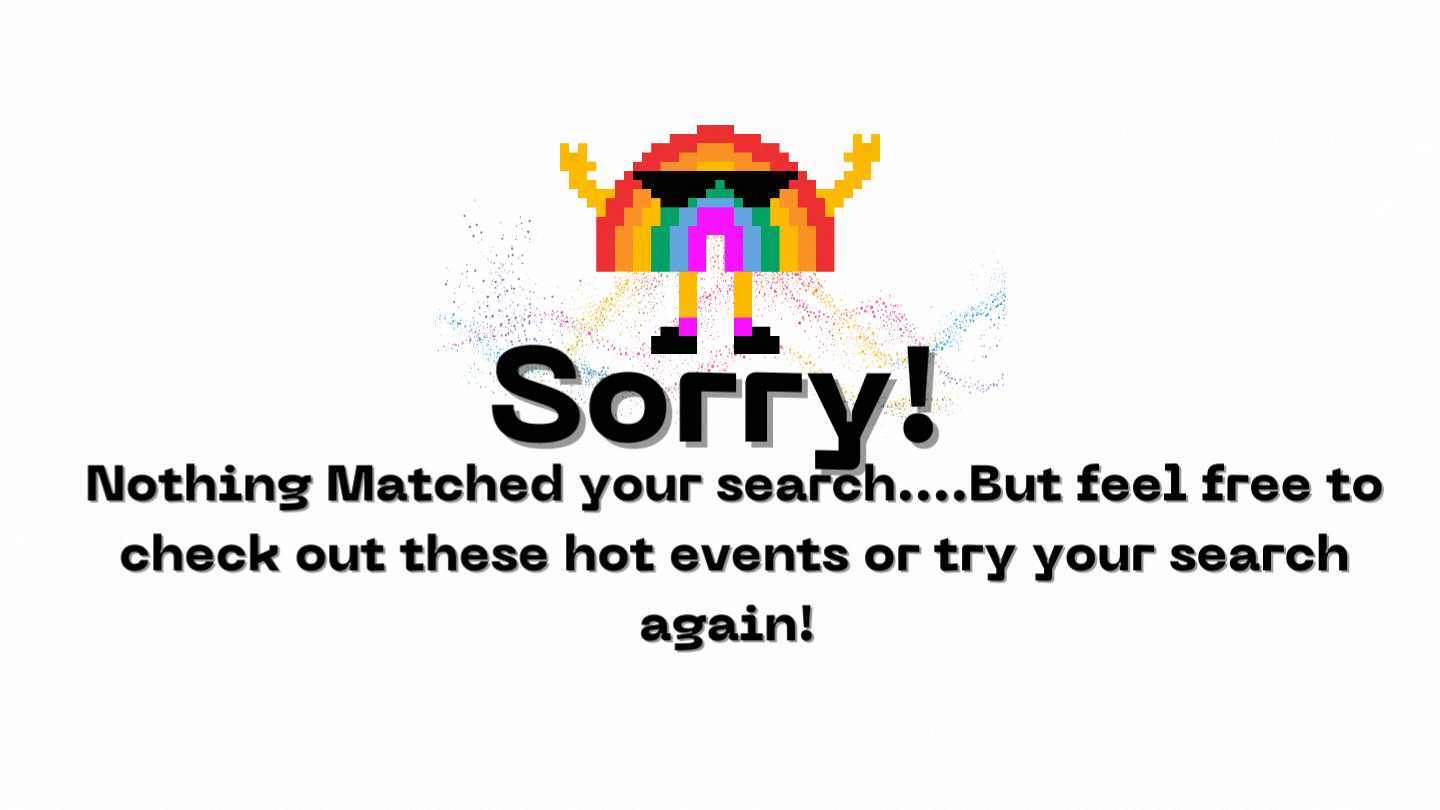 Sorry!
Nothing Matched your search....But feel free to
check out these hot events or try your search
again!